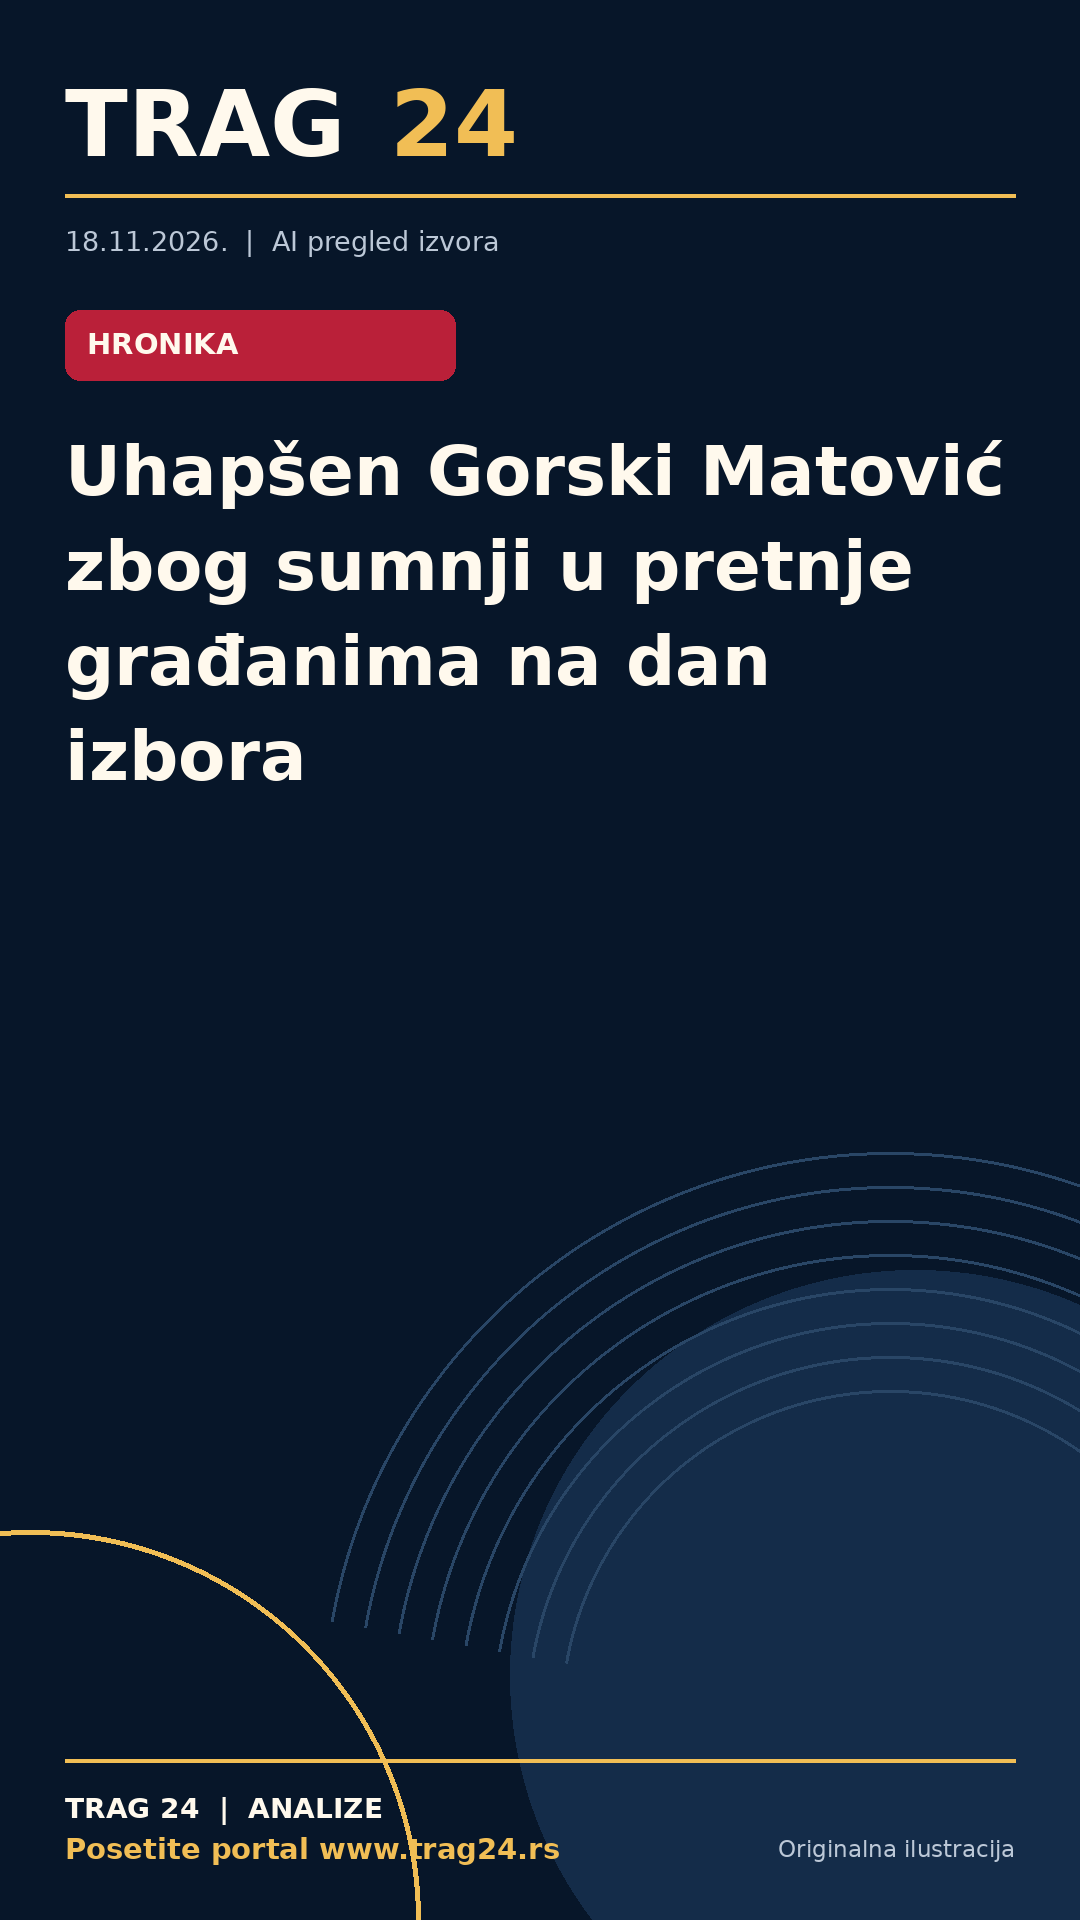 TRAG 24
18.11.2026. | AI pregled izvora
HRONIKA
Uhapšen Gorski Matović
zbog sumnji u pretnje
građanima na dan
izbora
TRAG 24 | ANALIZE
Posetite portal www.trag24.rs
Originalna ilustracija